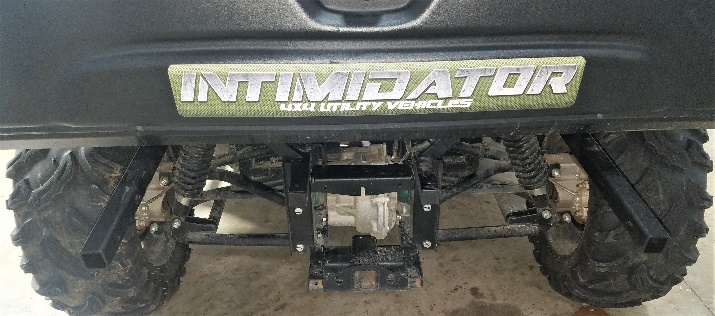 INTIMIDATOR
4x4 UTILITY VEHICLES